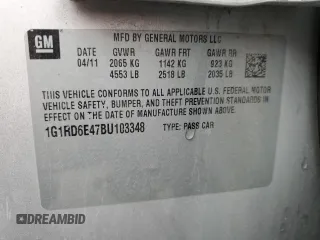 GM
MFD BY GENERAL MOTORS LLC
DATE GVWR GAWR FRT GAWR RR
04/11 2065 KG 1142 KG 923 KG
4553 LB 2518 LB 2035 LB
THIS VEHICLE CONFORMS TO ALL APPLICABLE U.S. FEDERAL MOTOR
VEHICLE SAFETY, BUMPER, AND THEFT PREVENTION STANDARDS IN
EFFECT ON THE DATE OF MANUFACTURE SHOWN ABOVE.
1G1RD6E47BU103348 TYPE: PASS CAR
DREAMBID